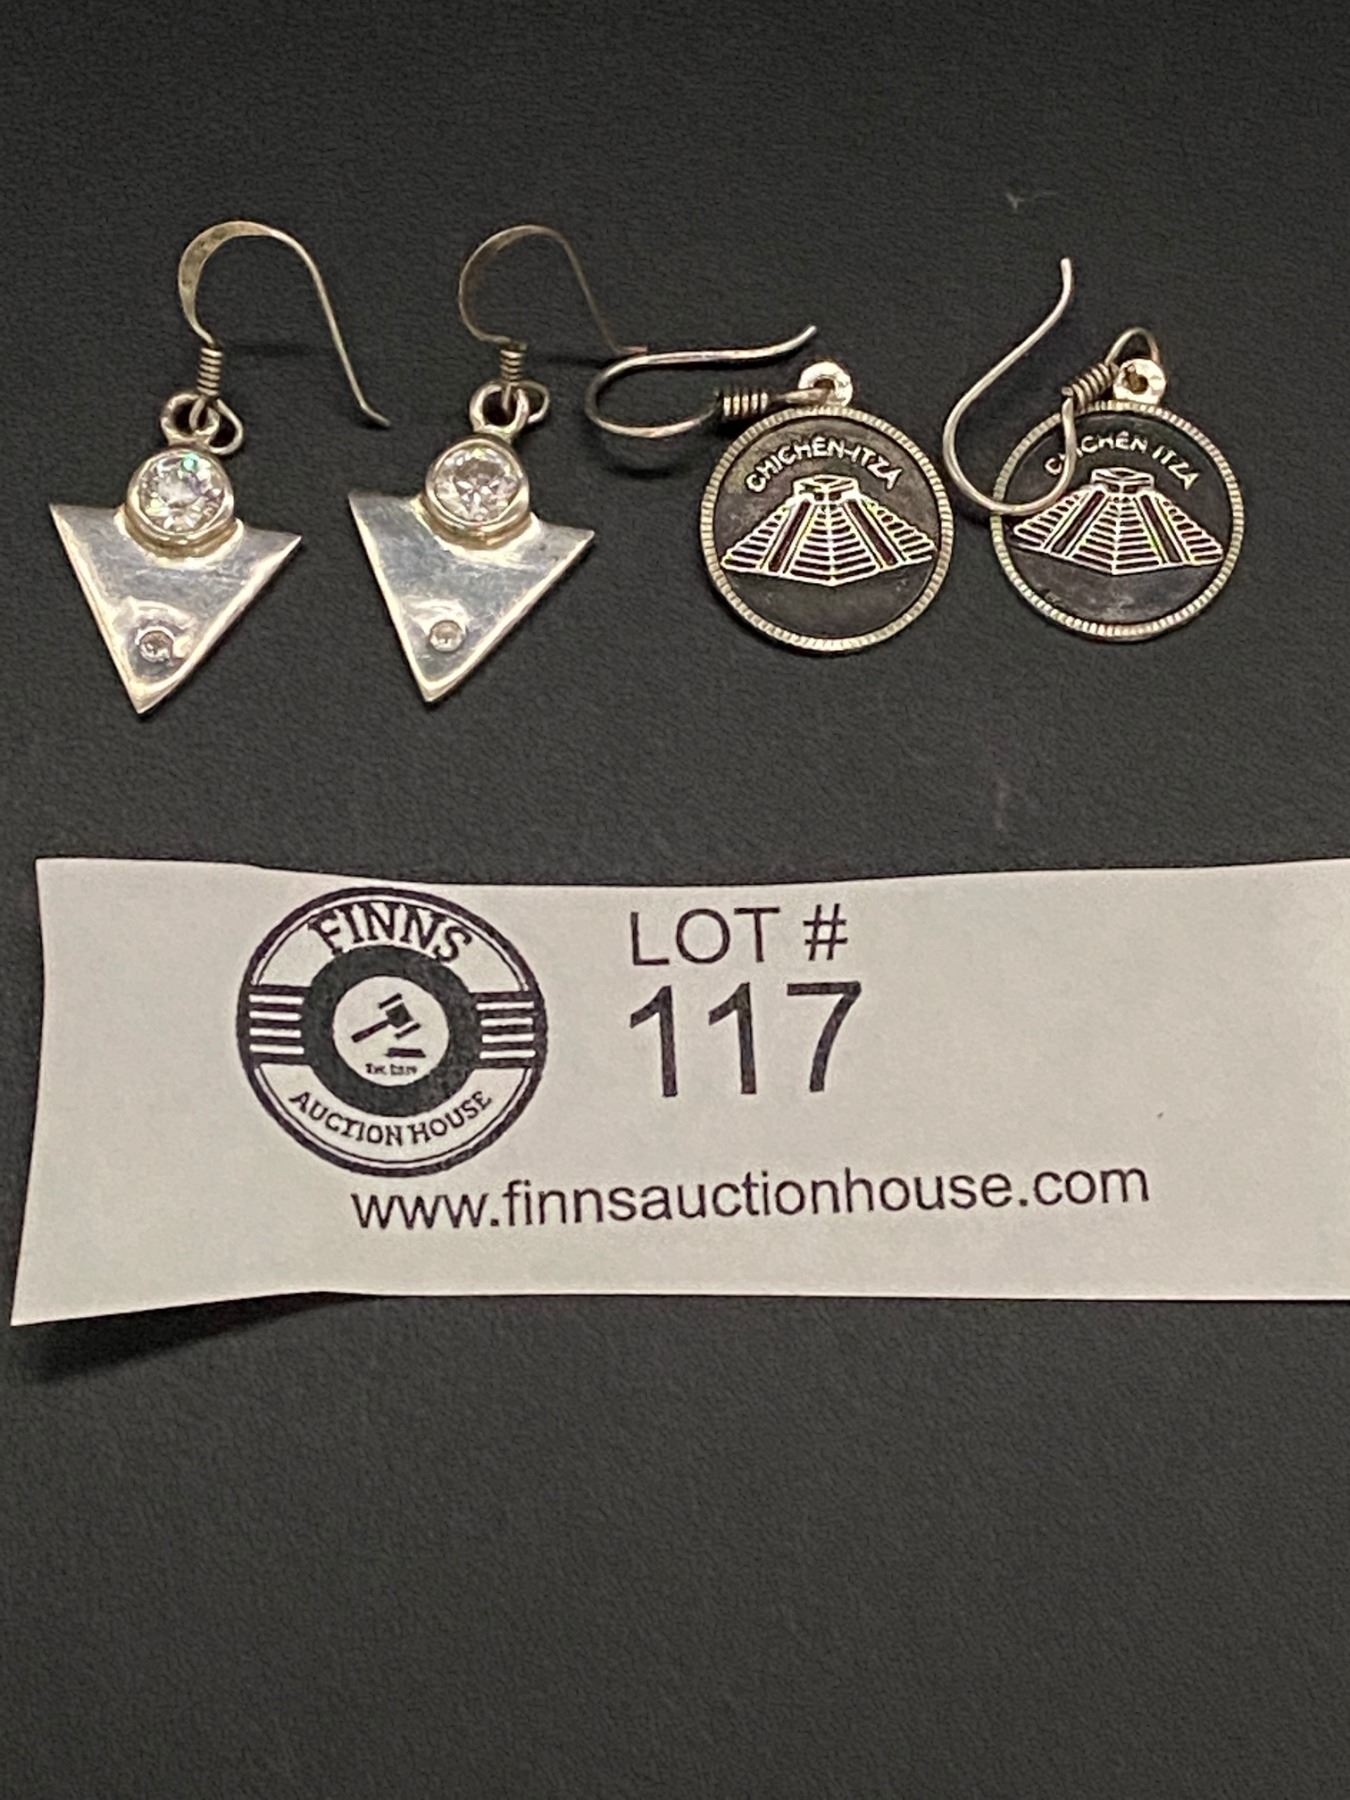 CHICHEN-ITZA
CHICHEN ITZA
FINNS
AUCTION HOUSE
LOT #
117
www.finnsauctionhouse.com